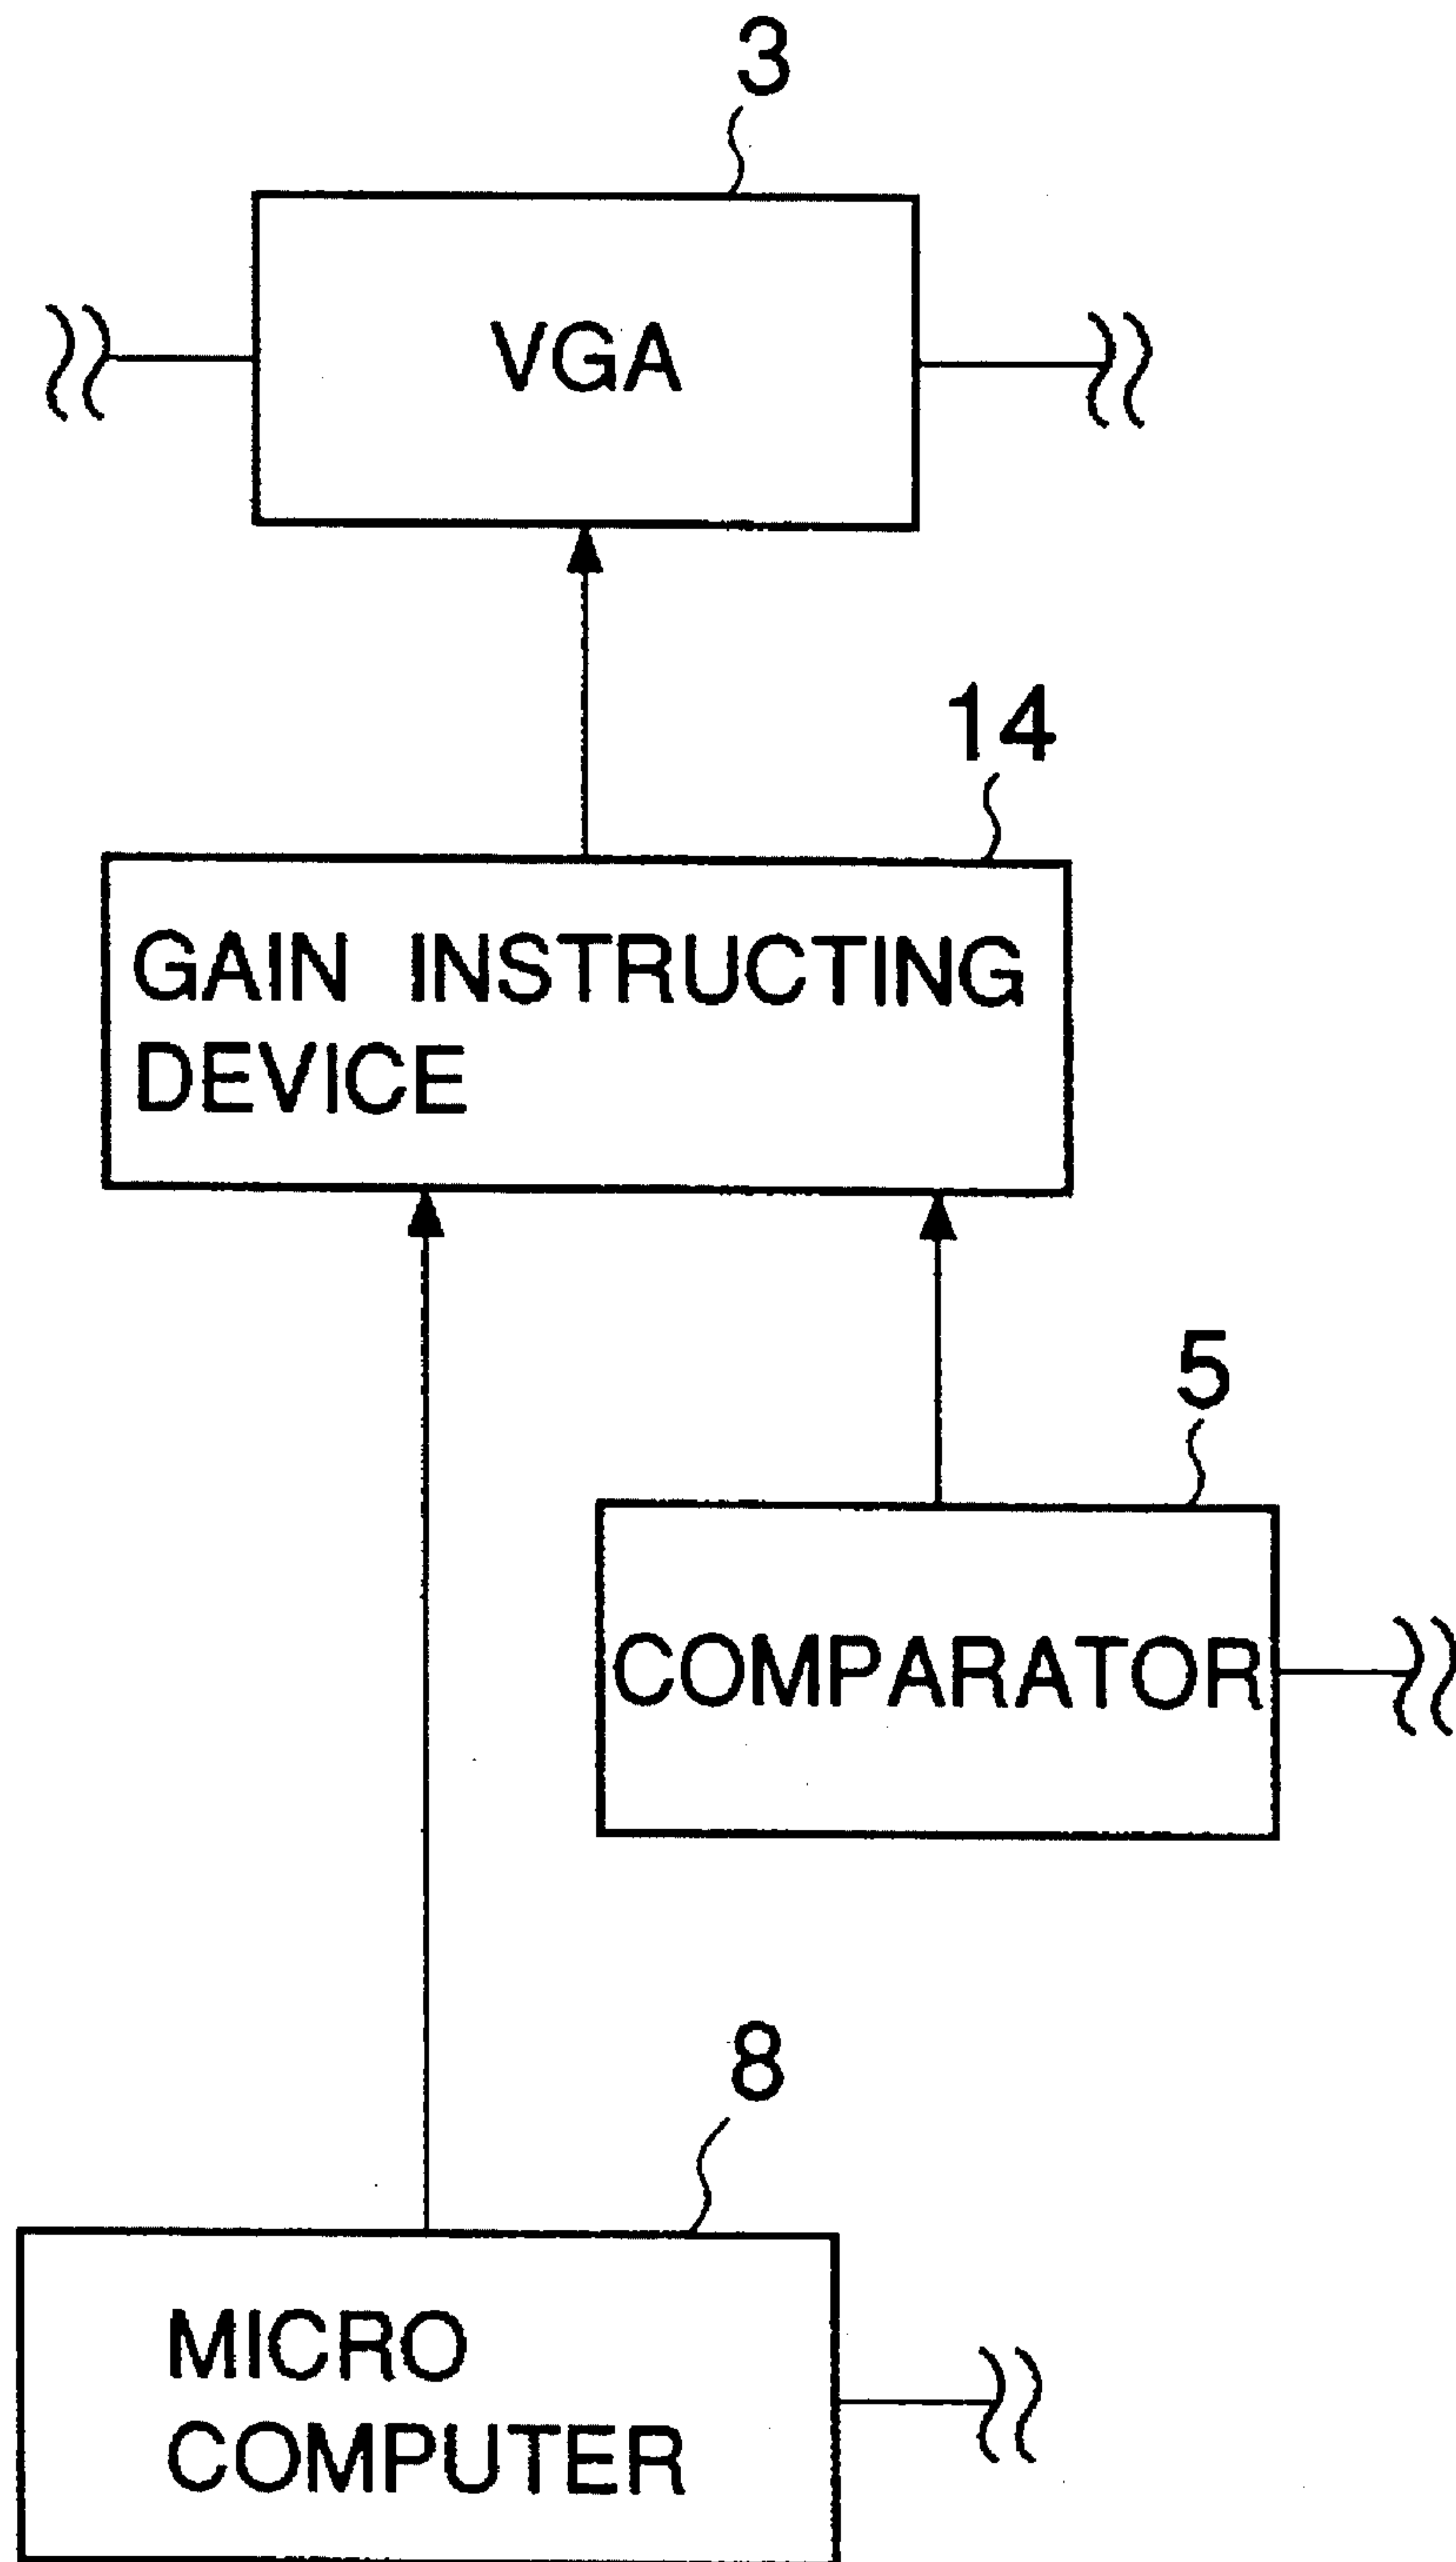 3
VGA
14
GAIN INSTRUCTING
DEVICE
5
COMPARATOR
8
MICRO
COMPUTER